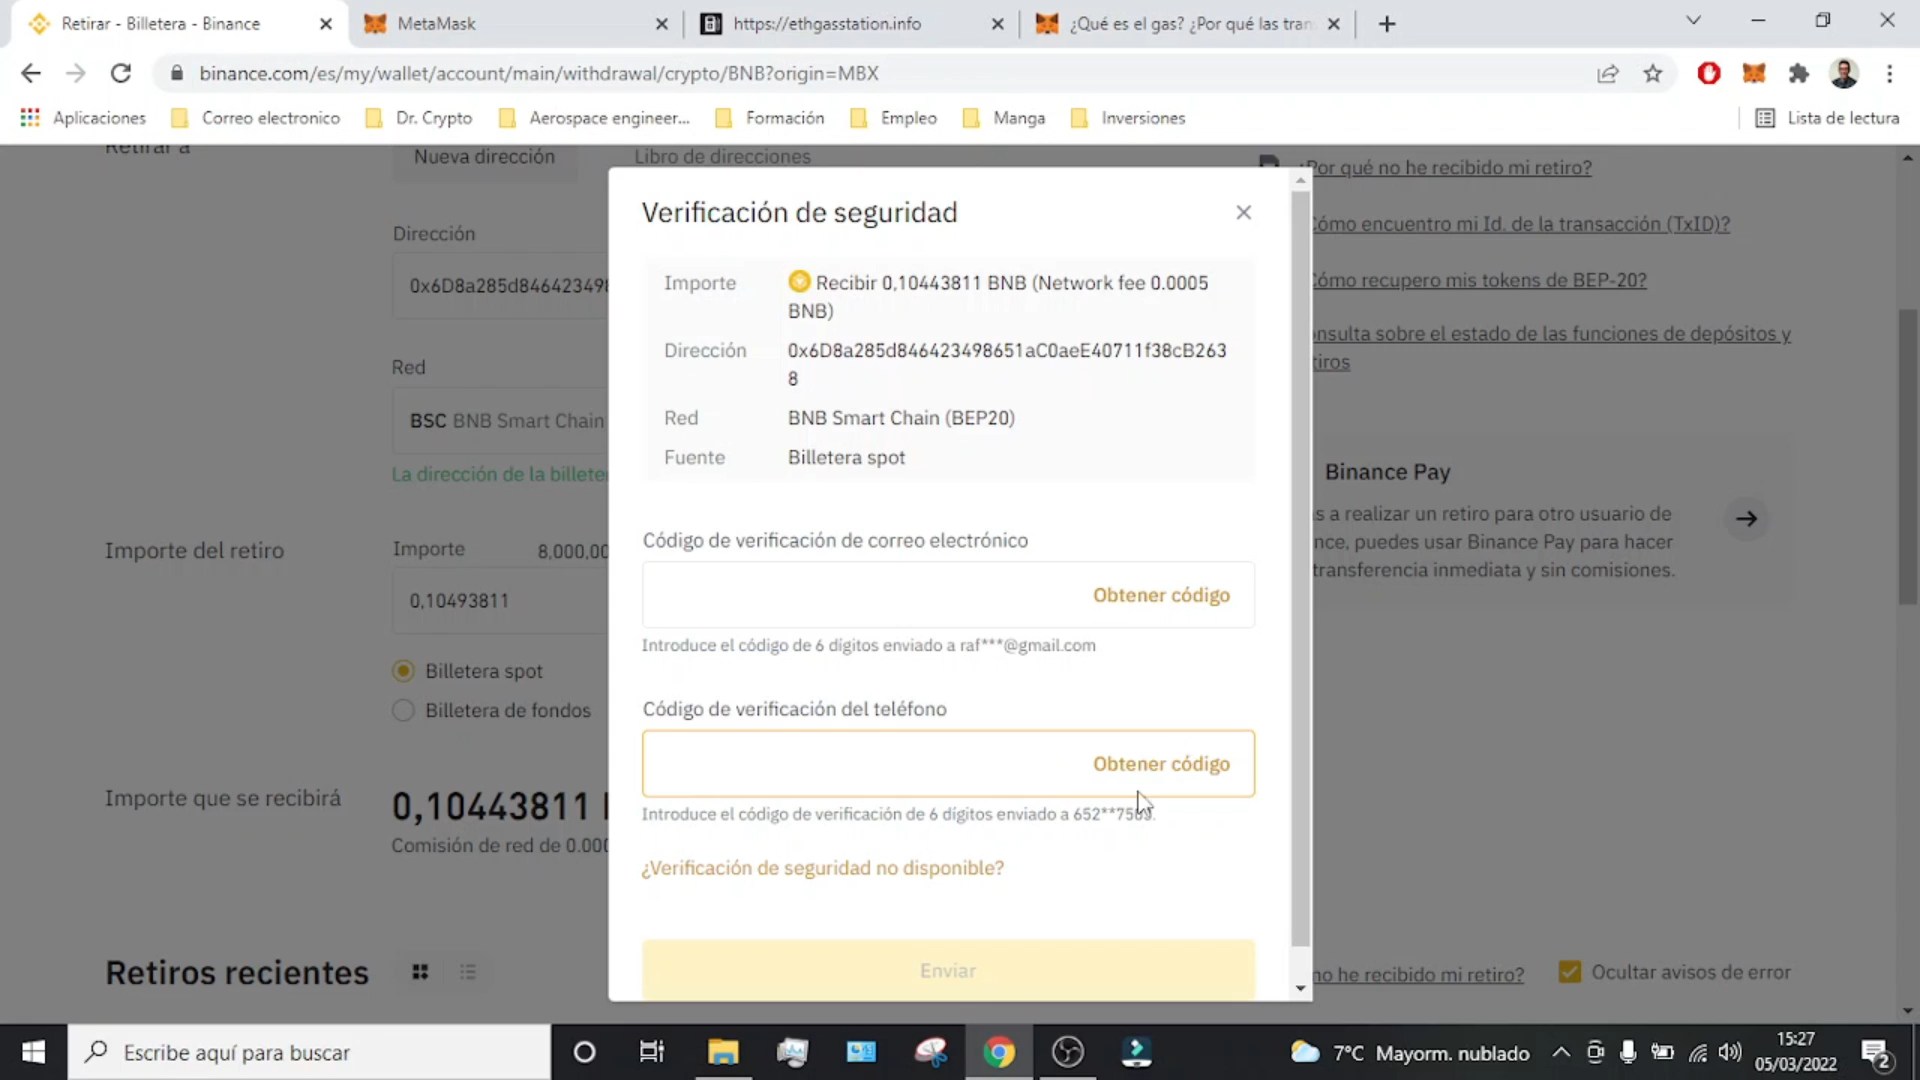 Retirar - Billetera - Binance
MetaMask
https://ethgasstation.info
¿Qué es el gas? ¿Por qué las tran
binance.com/es/my/wallet/account/main/withdrawal/crypto/BNB?origin=MBX
Aplicaciones
Correo electronico
Dr. Crypto
Aerospace engineer...
Formación
Empleo
Manga
Inversiones
Lista de lectura
Retirar a
Nueva dirección
Libro de direcciones
Dirección
0x6D8a285d84642349
Red
BSC BNB Smart Chain
La dirección de la billete
Importe del retiro
Importe
8,000,00
0,10493811
Billetera spot
Billetera de fondos
Importe que se recibirá
0,10443811
Comisión de red de 0.000
Retiros recientes
Verificación de seguridad
Importe
Recibir 0,10443811 BNB (Network fee 0.0005
BNB)
Dirección
0x6D8a285d846423498651aC0aeE40711f38cB263
8
Red
BNB Smart Chain (BEP20)
Fuente
Billetera spot
Código de verificación de correo electrónico
Obtener código
Introduce el código de 6 dígitos enviado a raf***@gmail.com
Código de verificación del teléfono
Obtener código
Introduce el código de verificación de 6 dígitos enviado a
¿Verificación de seguridad no disponible?
Enviar
¿Por qué no he recibido mi retiro?
Cómo encuentro mi Id. de la transacción (TxID)?
Cómo recupero mis tokens de BEP-20?
onsulta sobre el estado de las funciones de depósitos y
tiros
Binance Pay
s a realizar un retiro para otro usuario de
nce, puedes usar Binance Pay para hacer
transferencia inmediata y sin comisiones.
no he recibido mi retiro?
Ocultar avisos de error
Escribe aquí para buscar
7°C Mayorm. nublado
15:27
05/03/2022
2